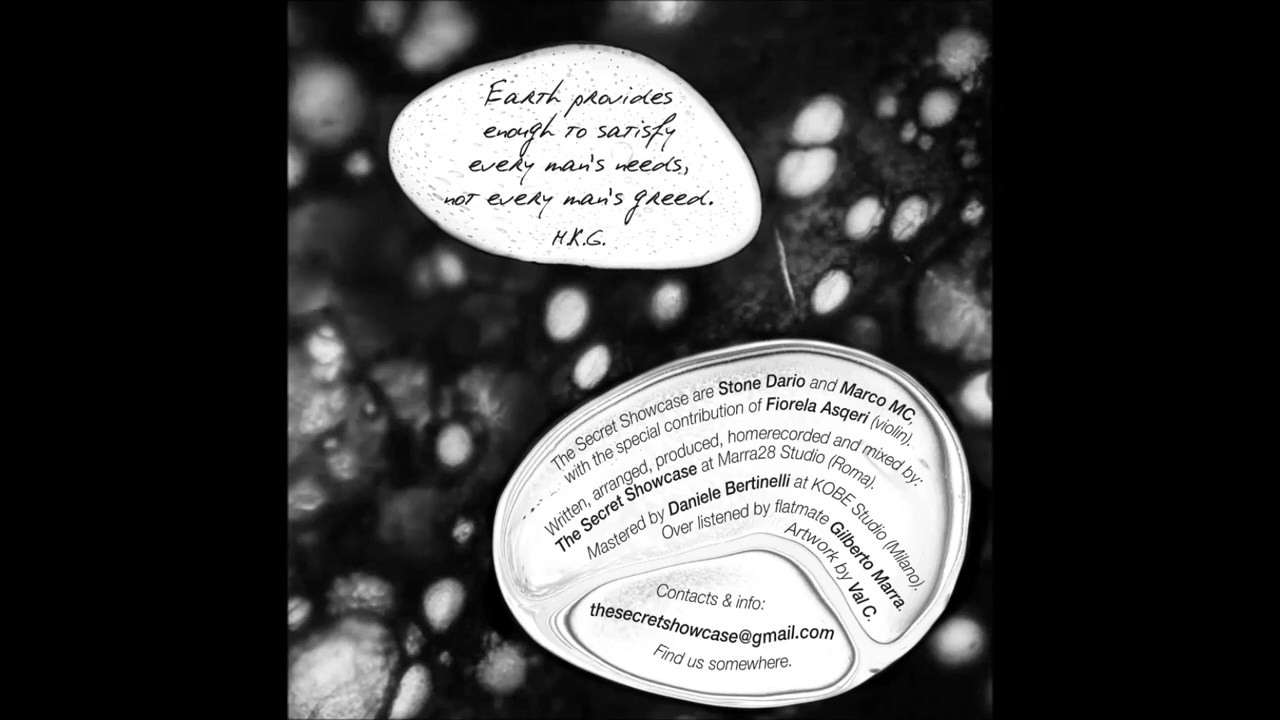 Earth provides
enough to satisfy
every man's needs,
not every man's greed.
M.K.G.
The Secret Showcase are Stone Dario and Marco MC,
with the special contribution of Fiorela Asqeri (violin).
Written, arranged, produced, homerecorded and mixed by:
The Secret Showcase at Marra28 Studio (Roma).
Mastered by Daniele Bertinelli at KOBE Studio (Milano).
Over listened by flatmate Gilberto Marra.
Artwork by Val C.
Contacts & info:
thesecretshowcase@gmail.com
Find us somewhere.